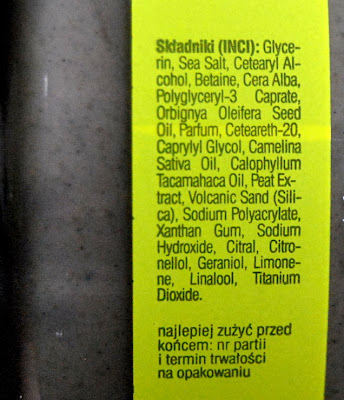 Składniki (INCI): Glyce-
rin, Sea Salt, Cetearyl Al-
cohol, Betaine, Cera Alba,
Polyglyceryl-3 Caprate,
Orbignya Oleifera Seed
Oil, Parfum, Ceteareth-20,
Caprylyl Glycol, Camelina
Sativa Oil, Calophyllum
Tacamahaca Oil, Peat Ex-
tract, Volcanic Sand (Sili-
ca), Sodium Polyacrylate,
Xanthan Gum, Sodium
Hydroxide, Citral, Citro-
nellol, Geraniol, Limone-
ne, Linalool, Titanium
Dioxide.
najlepiej zużyć przed
końcem: nr partii
i termin trwałości
na opakowaniu